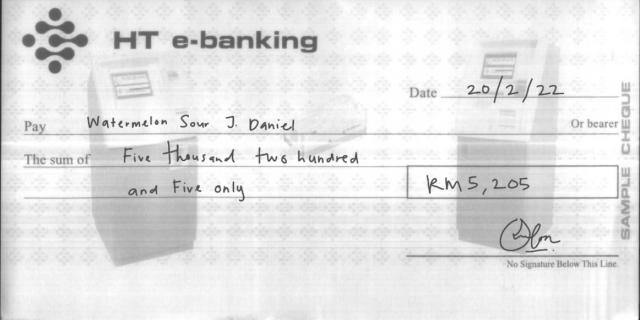 HT e-banking
Date 20/2/22
Pay Watermelon Sour J. Daniel Or bearer
The sum of Five thousand two hundred
and Five only RM5,205
No Signature Below This Line.
SAMPLE CHEQUE